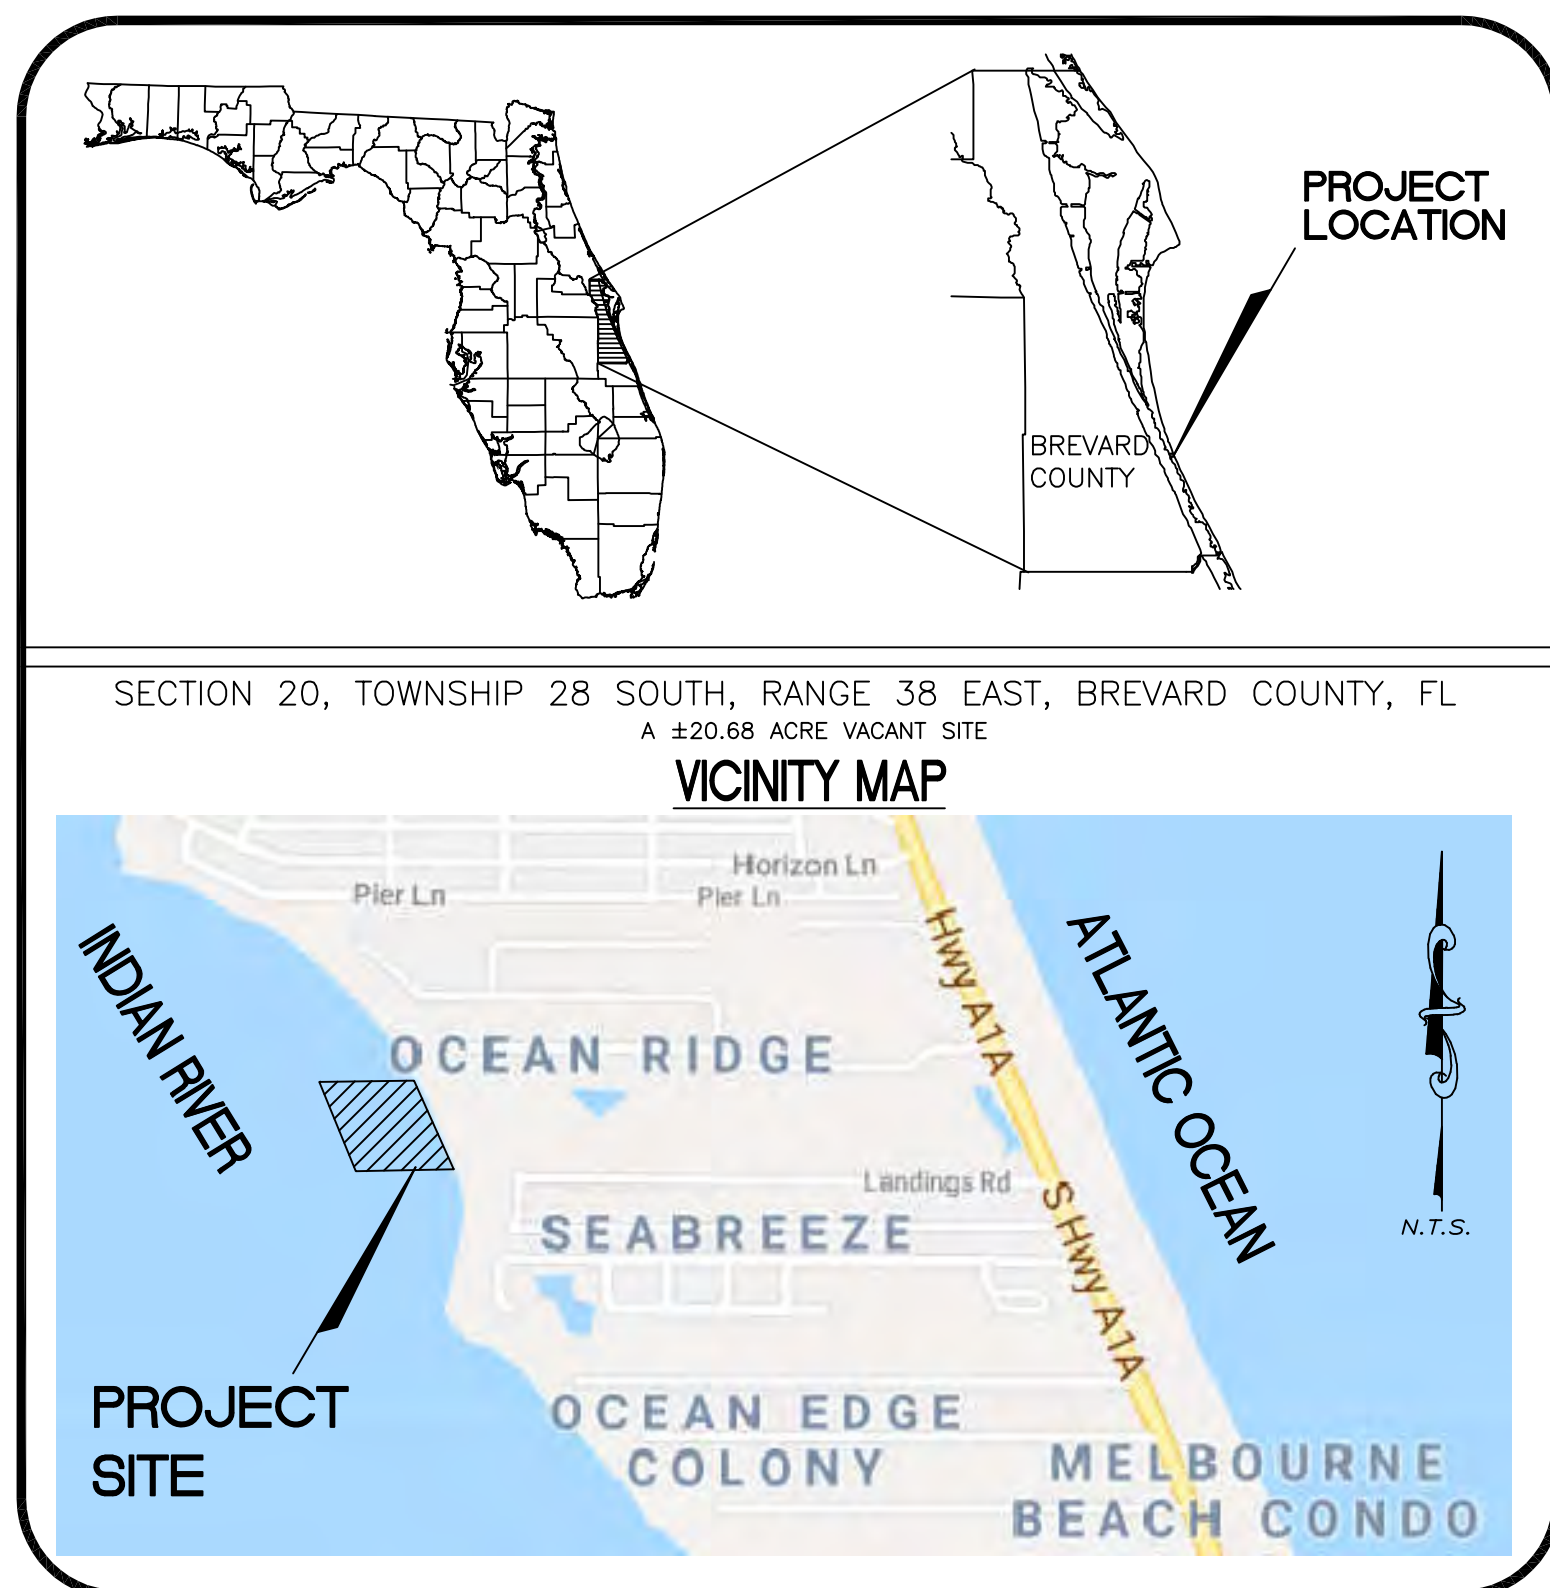 PROJECT
LOCATION
BREVARD
COUNTY
SECTION 20, TOWNSHIP 28 SOUTH, RANGE 38 EAST, BREVARD COUNTY, FL
A ±20.68 ACRE VACANT SITE
VICINITY MAP
Horizon Ln
Pier Ln
Pier Ln
INDIAN RIVER
Hwy A1A
ATLANTIC OCEAN
OCEAN RIDGE
Landings Rd
S Hwy A1A
SEABREEZE
N.T.S.
PROJECT
SITE
OCEAN EDGE
COLONY
MELBOURNE
BEACH CONDO